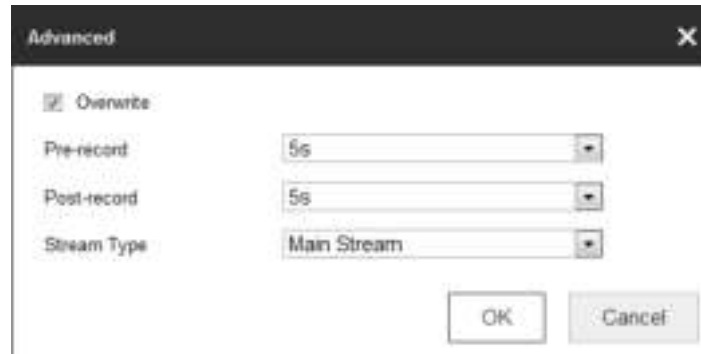 Advanced
Overwrite
Pre-record 5s
Post-record 5s
Stream Type Main Stream
OK Cancel